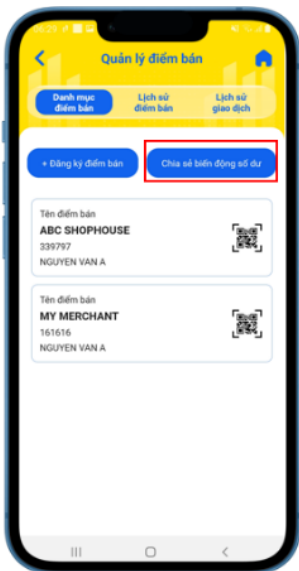 06:29
Quản lý điểm bán
Danh mục
điểm bán
Lịch sử
điểm bán
Lịch sử
giao dịch
+ Đăng ký điểm bán
Chia sẻ biến động số dư
Tên điểm bán
ABC SHOPHOUSE
339797
NGUYEN VAN A
Tên điểm bán
MY MERCHANT
161616
NGUYEN VAN A